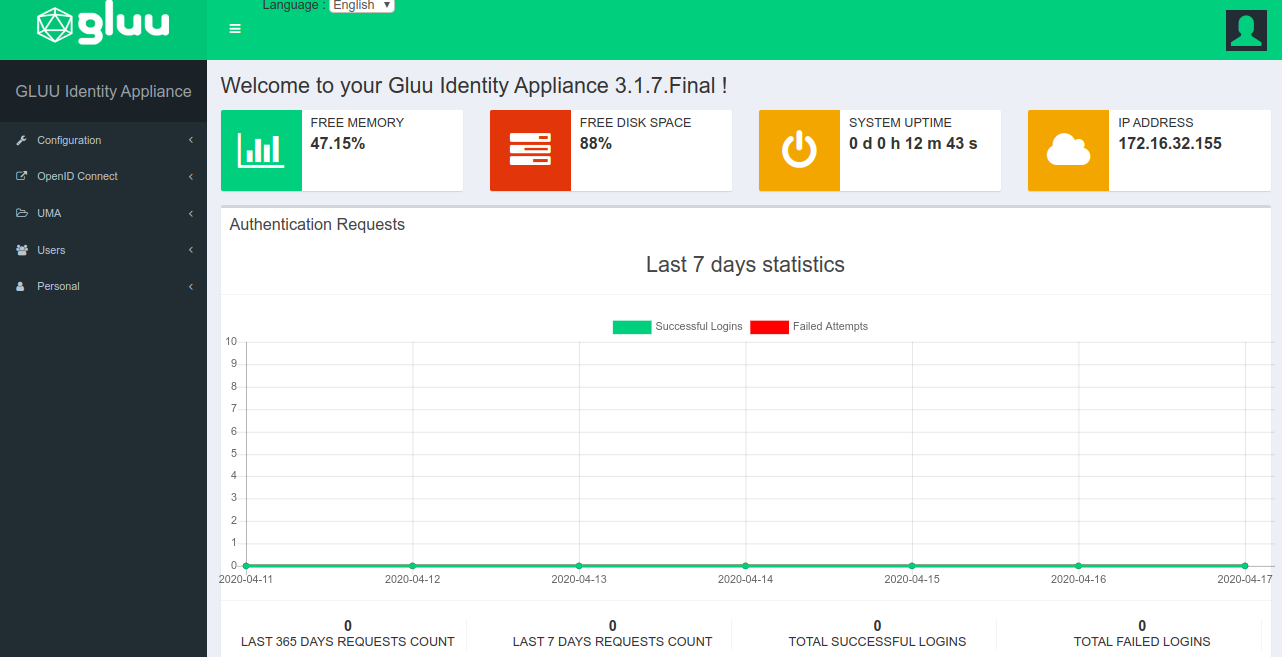 gluu
Language : English
GLUU Identity Appliance
Configuration
OpenID Connect
UMA
Users
Personal
Welcome to your Gluu Identity Appliance 3.1.7.Final !
FREE MEMORY
47.15%
FREE DISK SPACE
88%
SYSTEM UPTIME
0 d 0 h 12 m 43 s
IP ADDRESS
172.16.32.155
Authentication Requests
Last 7 days statistics
Successful Logins Failed Attempts
10
9
8
7
6
5
4
3
2
1
0
2020-04-11 2020-04-12 2020-04-13 2020-04-14 2020-04-15 2020-04-16 2020-04-17
0
LAST 365 DAYS REQUESTS COUNT
0
LAST 7 DAYS REQUESTS COUNT
0
TOTAL SUCCESSFUL LOGINS
0
TOTAL FAILED LOGINS